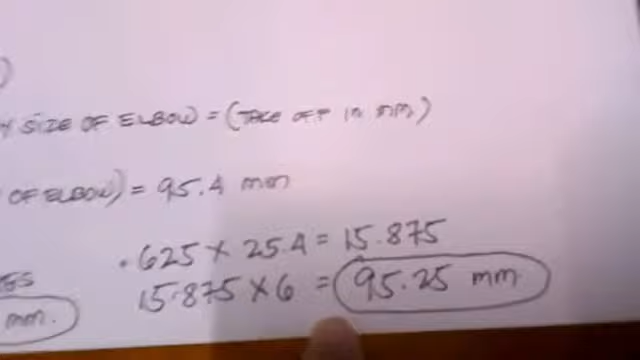 )
SIZE OF ELBOW = (TAKE OFF IN mm)
OF ELBOW) = 95.4 mm
.625 X 25.4 = 15.875
15.875 X 6 = 95.25 mm
mm.